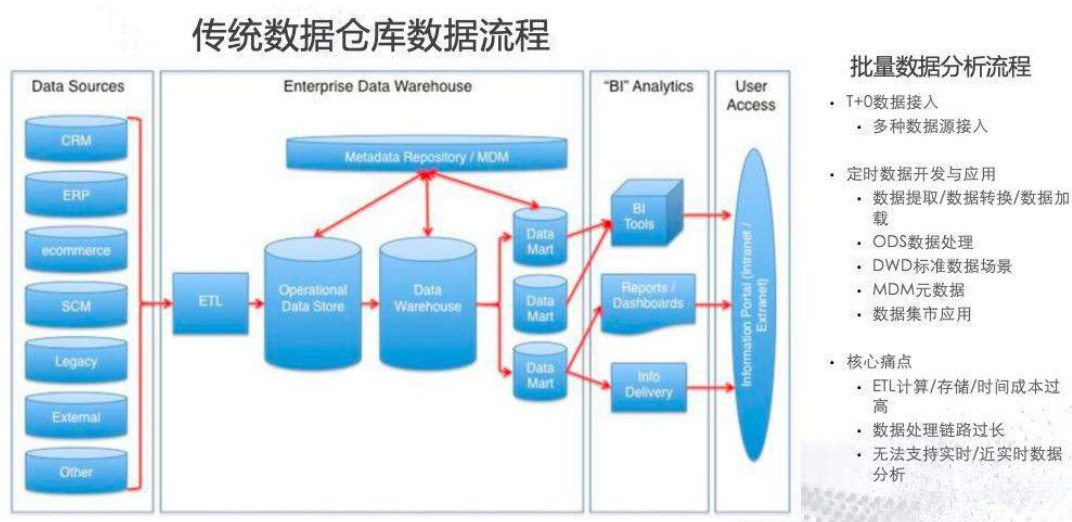 传统数据仓库数据流程
Data Sources
CRM
ERP
ecommerce
SCM
Legacy
External
Other
Enterprise Data Warehouse
Metadata Repository / MDM
ETL
Operational
Data Store
Data
Warehouse
Data
Mart
Data
Mart
Data
Mart
"BI" Analytics
BI
Tools
Reports /
Dashboards
Info
Delivery
User
Access
Information Portal (Intranet /
Extranet)
批量数据分析流程
• T+0数据接入
• 多种数据源接入
• 定时数据开发与应用
• 数据提取/数据转换/数据加
载
• ODS数据处理
• DWD标准数据场景
• MDM元数据
• 数据集市应用
• 核心痛点
• ETL计算/存储/时间成本过
高
• 数据处理链路过长
• 无法支持实时/近实时数据
分析